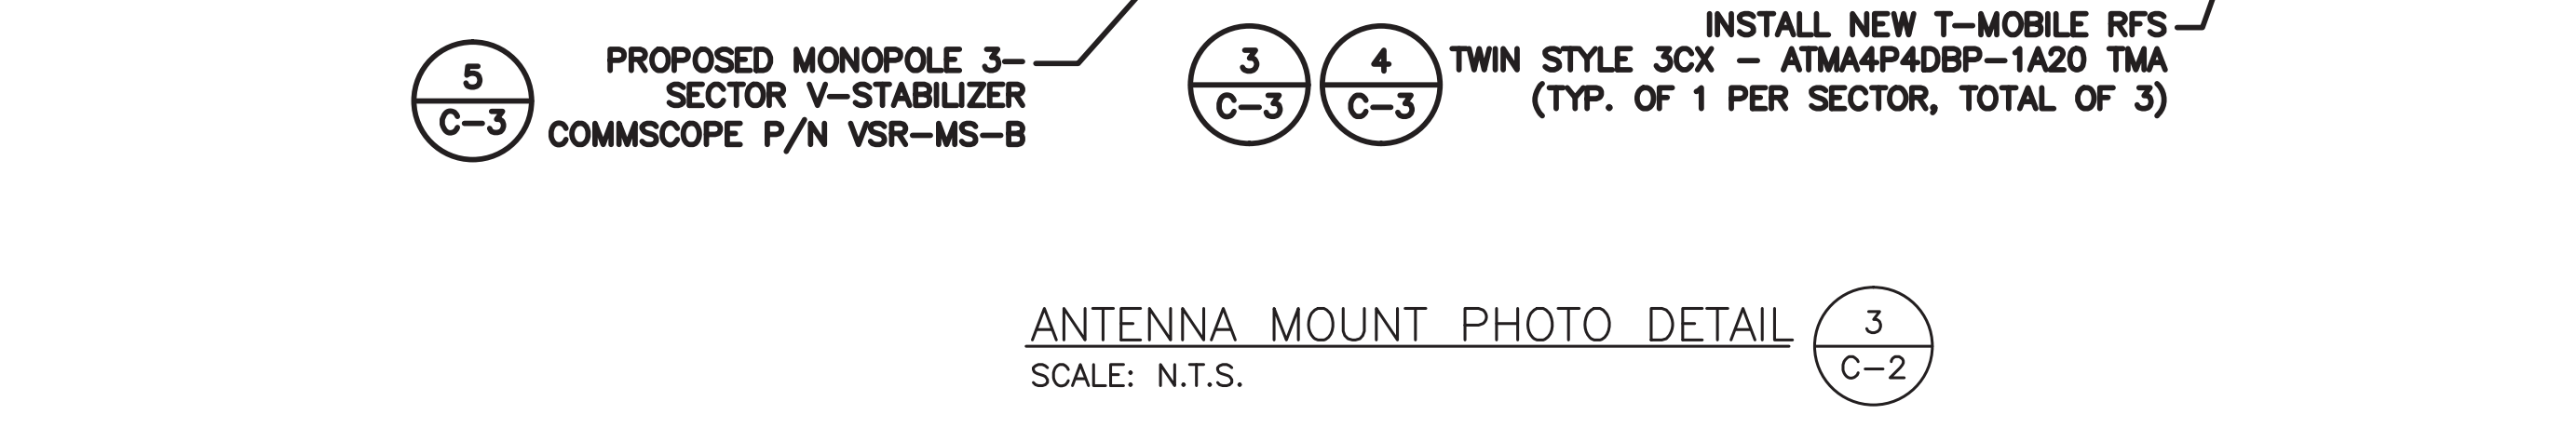 5
C-3
PROPOSED MONOPOLE 3-
SECTOR V-STABILIZER
COMMSCOPE P/N VSR-MS-B
3
C-3
4
C-3
INSTALL NEW T-MOBILE RFS
TWIN STYLE 3CX - ATMA4P4DBP-1A20 TMA
(TYP. OF 1 PER SECTOR, TOTAL OF 3)
ANTENNA MOUNT PHOTO DETAIL
SCALE: N.T.S.
3
C-2